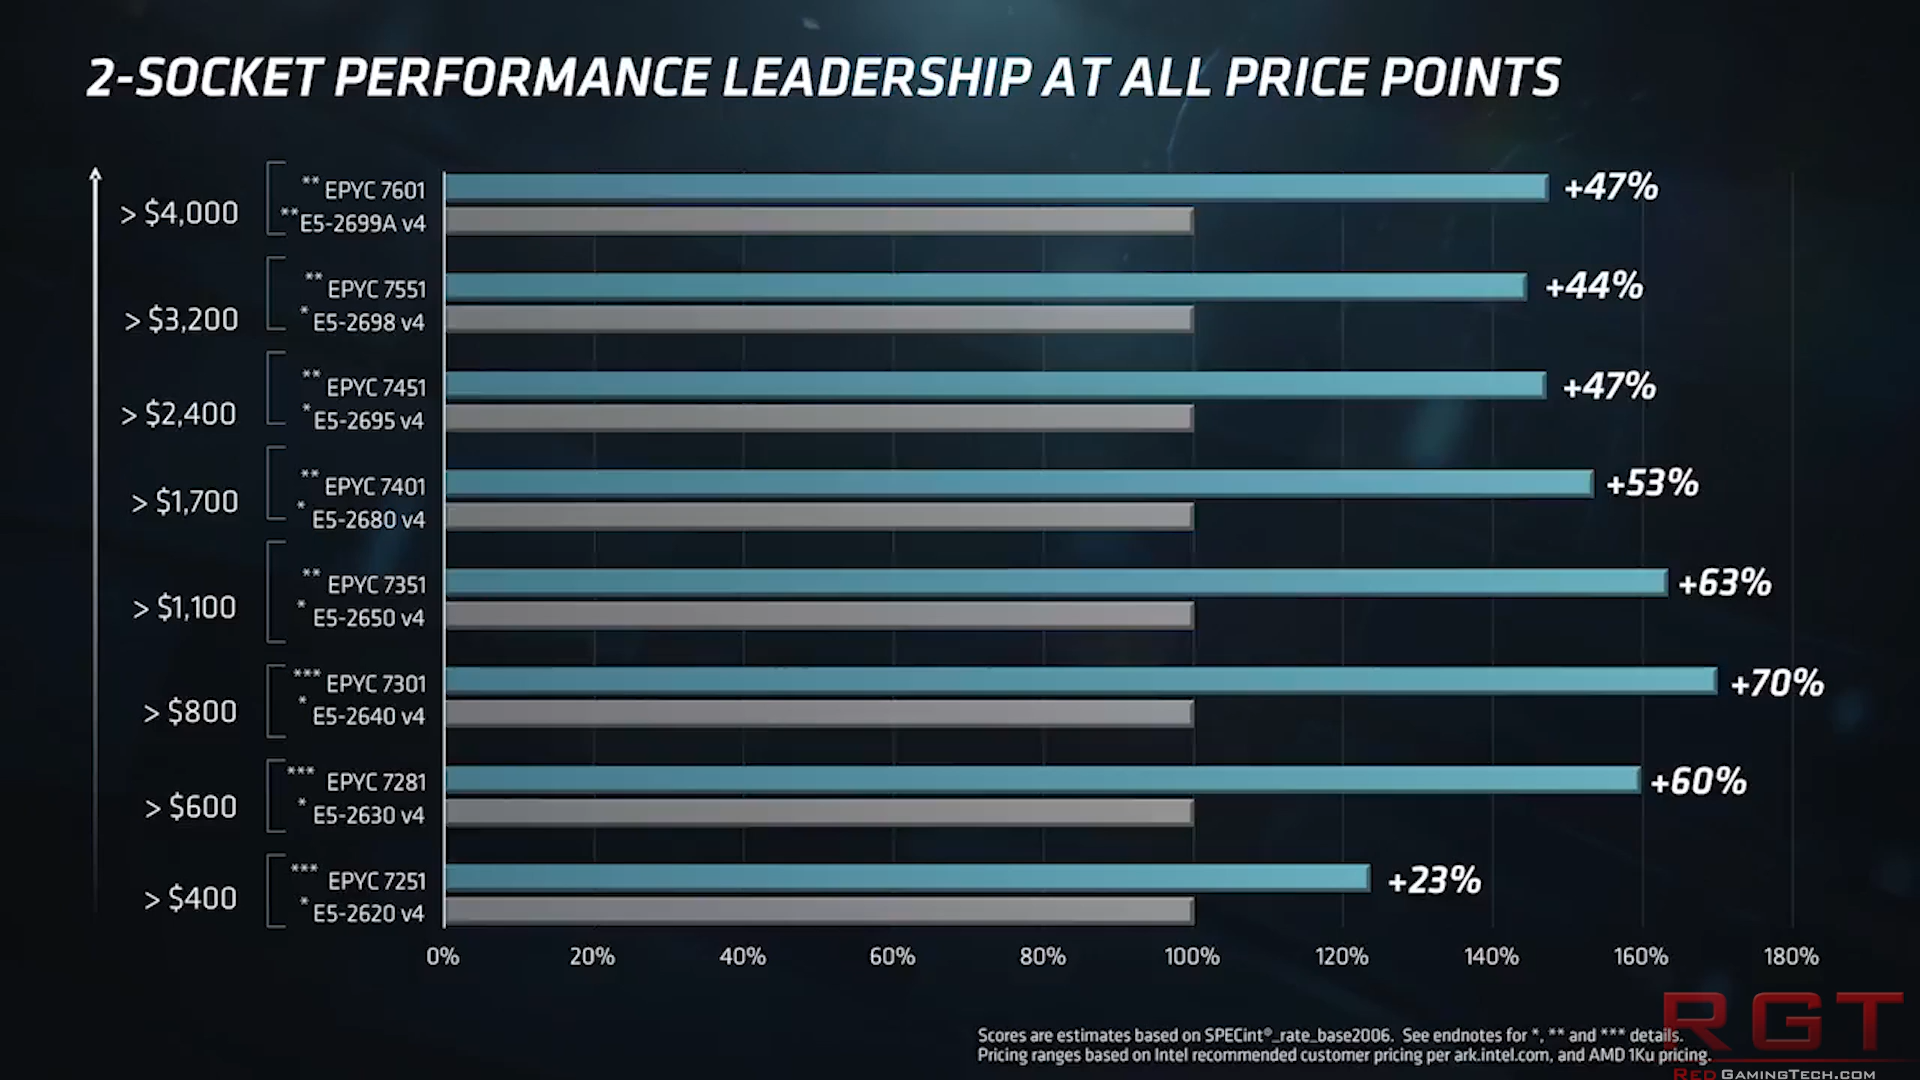 2-SOCKET PERFORMANCE LEADERSHIP AT ALL PRICE POINTS
> $4,000
** EPYC 7601
+47%
** E5-2699A v4
> $3,200
** EPYC 7551
+44%
* E5-2698 v4
> $2,400
** EPYC 7451
+47%
* E5-2695 v4
> $1,700
** EPYC 7401
+53%
* E5-2680 v4
> $1,100
** EPYC 7351
+63%
* E5-2650 v4
> $800
*** EPYC 7301
+70%
* E5-2640 v4
> $600
*** EPYC 7281
+60%
* E5-2630 v4
> $400
*** EPYC 7251
+23%
* E5-2620 v4
0% 20% 40% 60% 80% 100% 120% 140% 160% 180%
Scores are estimates based on SPECint®_rate_base2006. See endnotes for *, ** and *** details.
Pricing ranges based on Intel recommended customer pricing per ark.intel.com, and AMD 1Ku pricing.
RGT
REDGAMINGTECH.COM